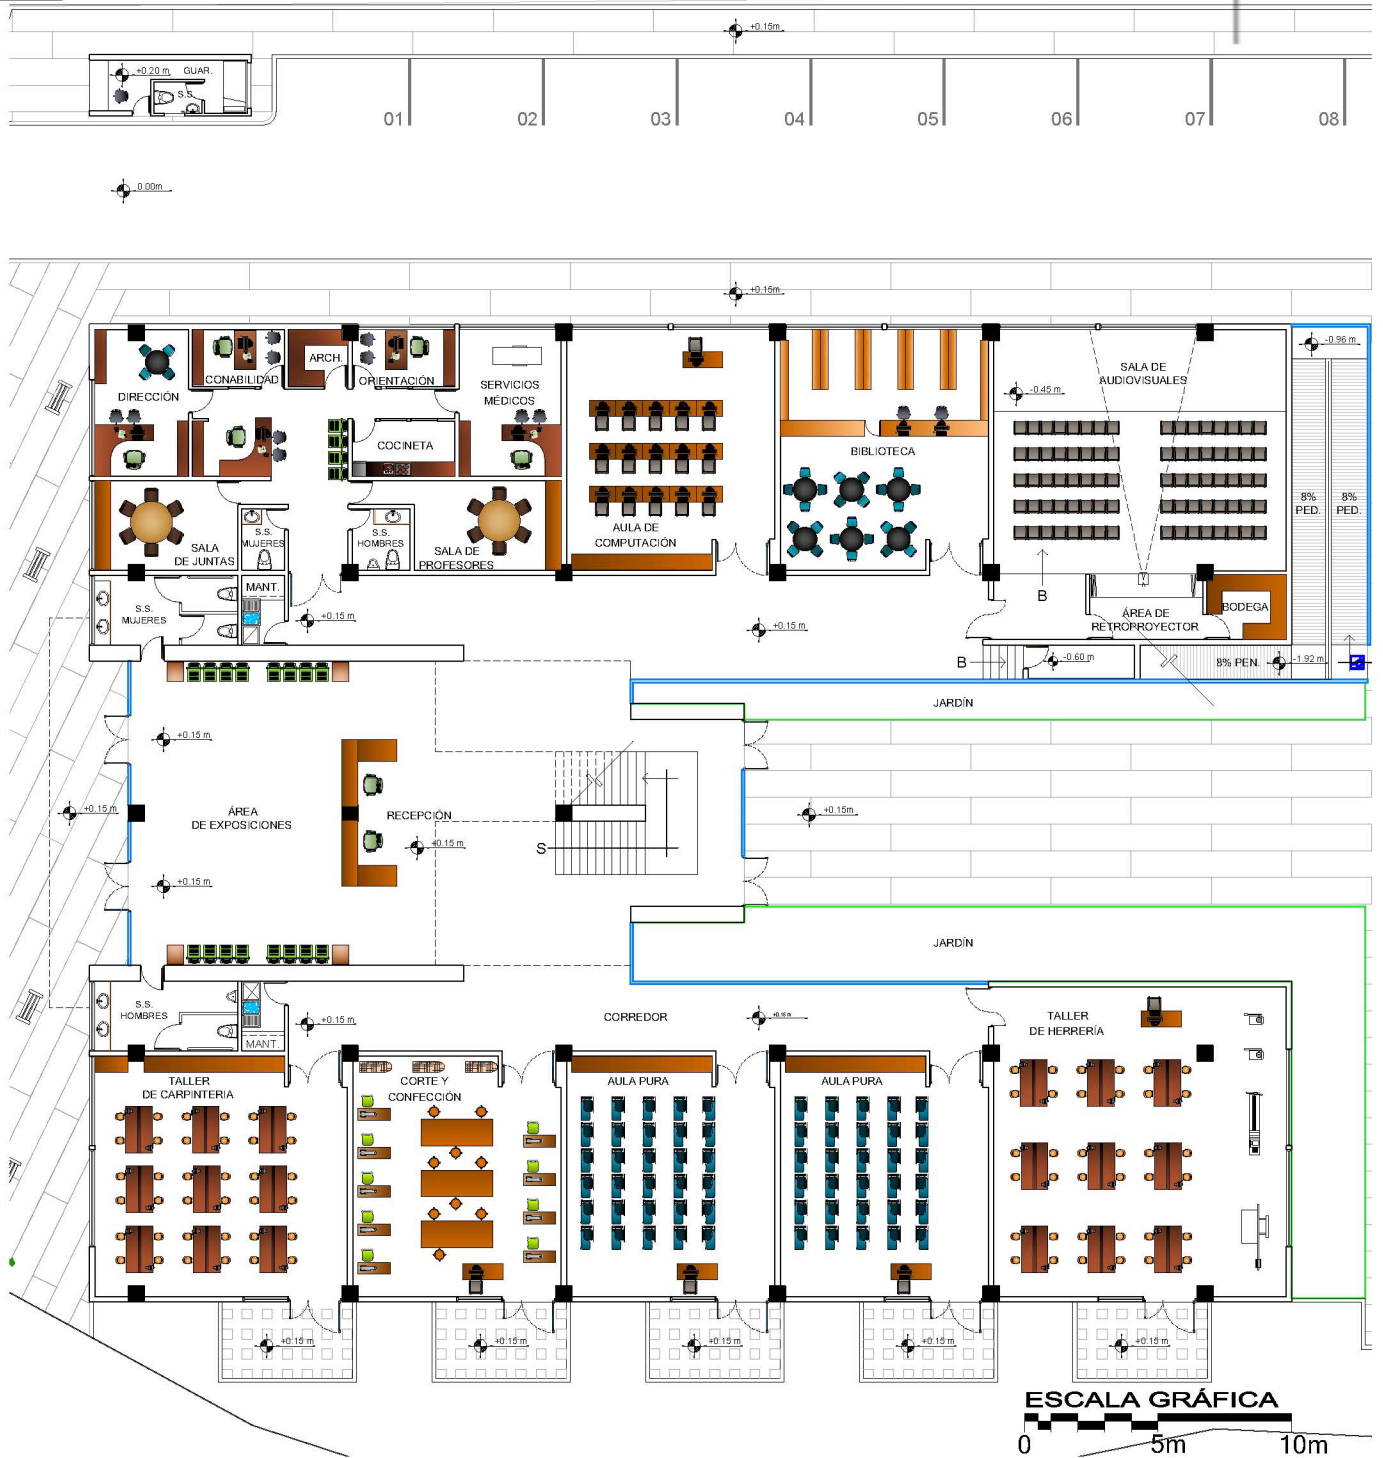 +0.15m
+0.20 m
GUAR.
S.S.
01
02
03
04
05
06
07
08
0.00m
+0.15m
-0.96 m
ARCH.
CONABILIDAD
ORIENTACIÓN
DIRECCIÓN
SERVICIOS
MÉDICOS
SALA DE
AUDIOVISUALES
-0.45 m
COCINETA
BIBLIOTECA
8%
PED.
8%
PED.
S.S.
MUJERES
S.S.
HOMBRES
SALA
DE JUNTAS
SALA DE
PROFESORES
AULA DE
COMPUTACIÓN
MANT.
S.S.
MUJERES
+0.15 m
+0.15 m
B
ÁREA DE
RETROPROYECTOR
BODEGA
B
-0.60 m
8% PEN.
-1.92 m
JARDÍN
+0.15 m
+0.15 m
ÁREA
DE EXPOSICIONES
RECEPCIÓN
+0.15m
+0.15 m
S
+0.15 m
JARDÍN
S.S.
HOMBRES
MANT.
+0.15 m
CORREDOR
+0.15 m
TALLER
DE HERRERÍA
TALLER
DE CARPINTERIA
CORTE Y
CONFECCIÓN
AULA PURA
AULA PURA
+0.15 m
+0.15 m
+0.15 m
+0.15 m
+0.15 m
ESCALA GRÁFICA
0
5m
10m